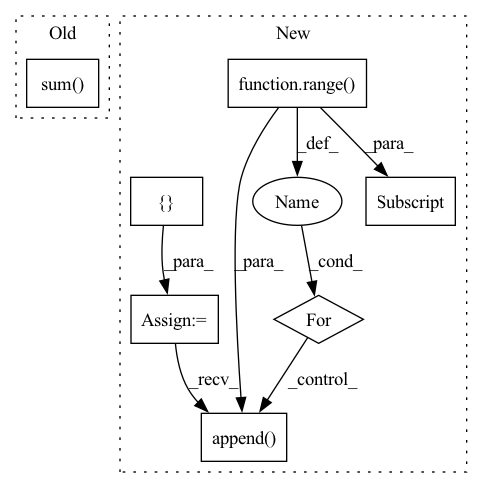 Old
New
sum()
function.range()
_def_
_para_
{}
Name
Subscript
_para_
_para_
_cond_
Assign:=
For
_recv_
_control_
append()